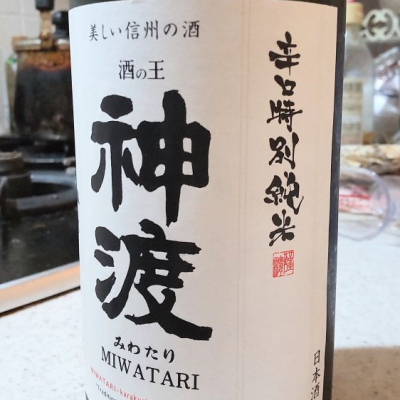 美しい信州の酒
酒の王
神渡
みわたり
MIWATARI
辛口特別純米
日本酒